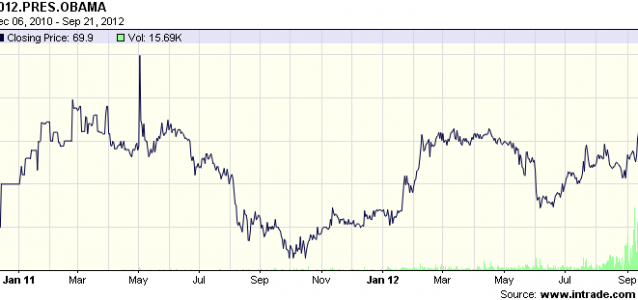 012.PRES.OBAMA
ec 06, 2010 - Sep 21, 2012
Closing Price: 69.9 Vol: 15.69K
Jan 11 Mar May Jul Sep Nov Jan 12 Mar May Jul Sep
Source: www.intrade.com